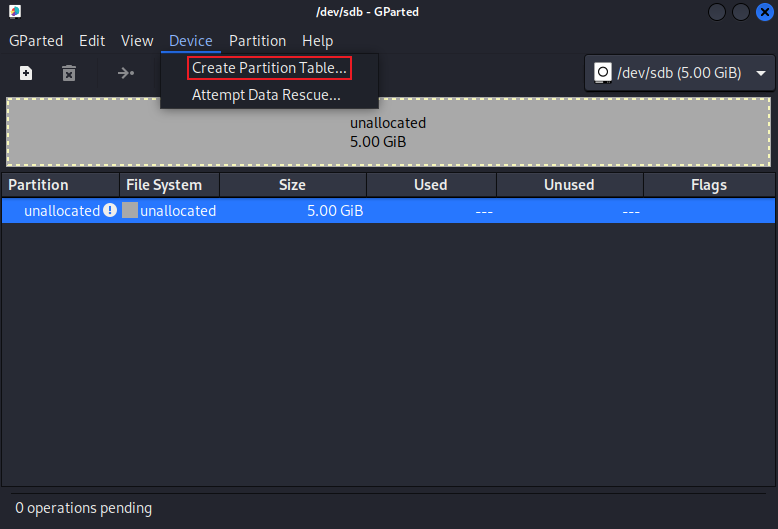 /dev/sdb - GParted
GParted Edit View Device Partition Help
Create Partition Table...
Attempt Data Rescue...
/dev/sdb (5.00 GiB)
unallocated
5.00 GiB
Partition File System Size Used Unused Flags
unallocated unallocated 5.00 GiB --- ---
0 operations pending